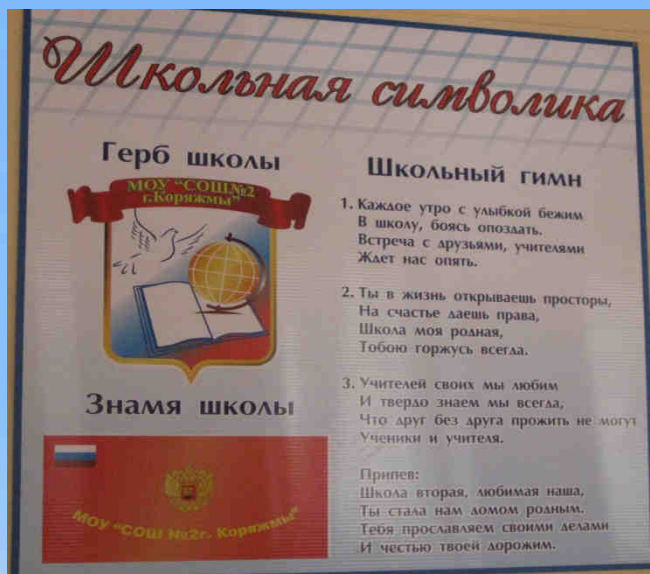 Школьная символика
Герб школы
МОУ "СОШ№2
г.Коряжмы"
Знамя школы
МОУ "СОШ №2г. Коряжмы"
Школьный гимн
1. Каждое утро с улыбкой бежим
В школу, боясь опоздать.
Встреча с друзьями, учителями
Ждет нас опять.
2. Ты в жизнь открываешь просторы,
На счастье даешь права,
Школа моя родная,
Тобою горжусь всегда.
3. Учителей своих мы любим
И твердо знаем мы всегда,
Что друг без друга прожить не могут
Ученики и учителя.
Припев:
Школа вторая, любимая наша,
Ты стала нам домом родным.
Тебя прославляем своими делами
И честью твоей дорожим.